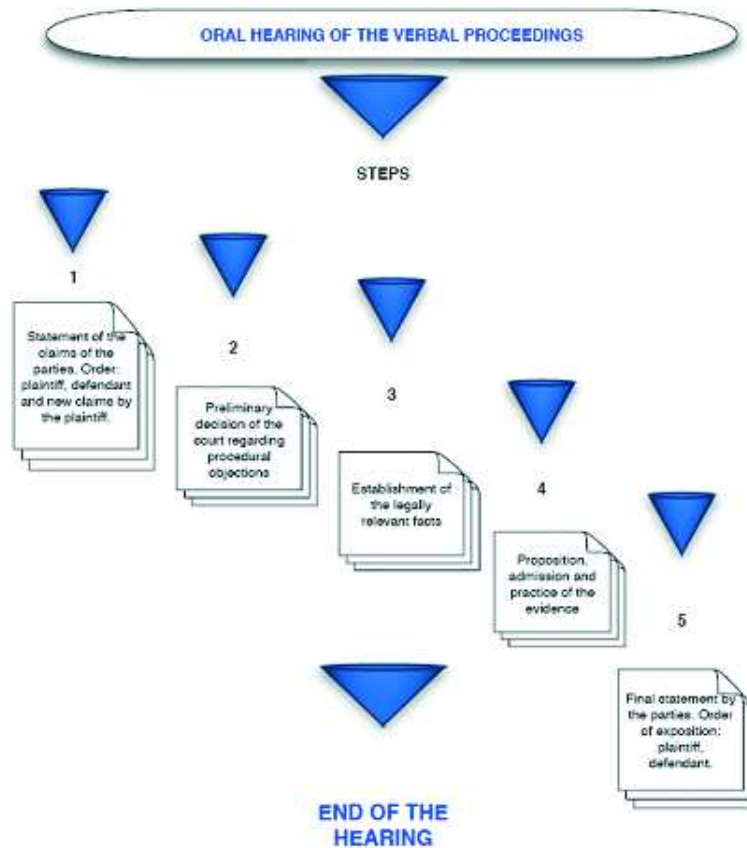 ORAL HEARING OF THE VERBAL PROCEEDINGS
STEPS
1
Statement of the
claims of the
parties. Order:
plaintiff, defendant
and new claims by
the plaintiff.
2
Preliminary
decision of the
court regarding
procedural
objections
3
Establishment of
the legally
relevant facts
4
Proposition,
admission and
practice of the
evidence
5
Final statement by
the parties. Order
of exposition:
plaintiff,
defendant.
END OF THE
HEARING